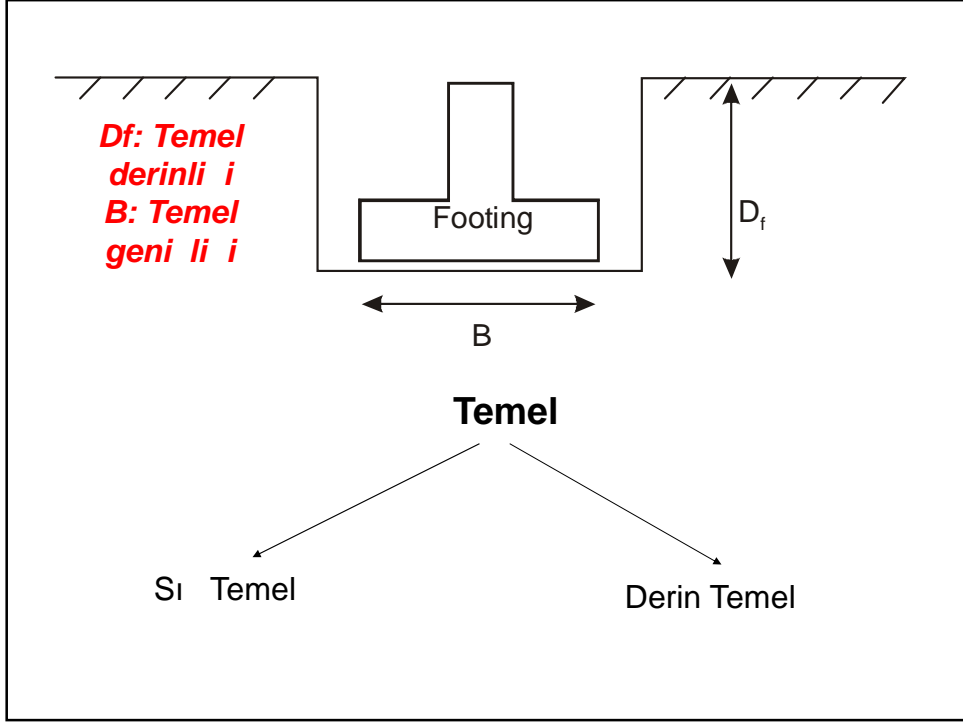 Df: Temel
derinli i
B: Temel
geni li i
Footing
Df
B
Temel
Sı Temel
Derin Temel